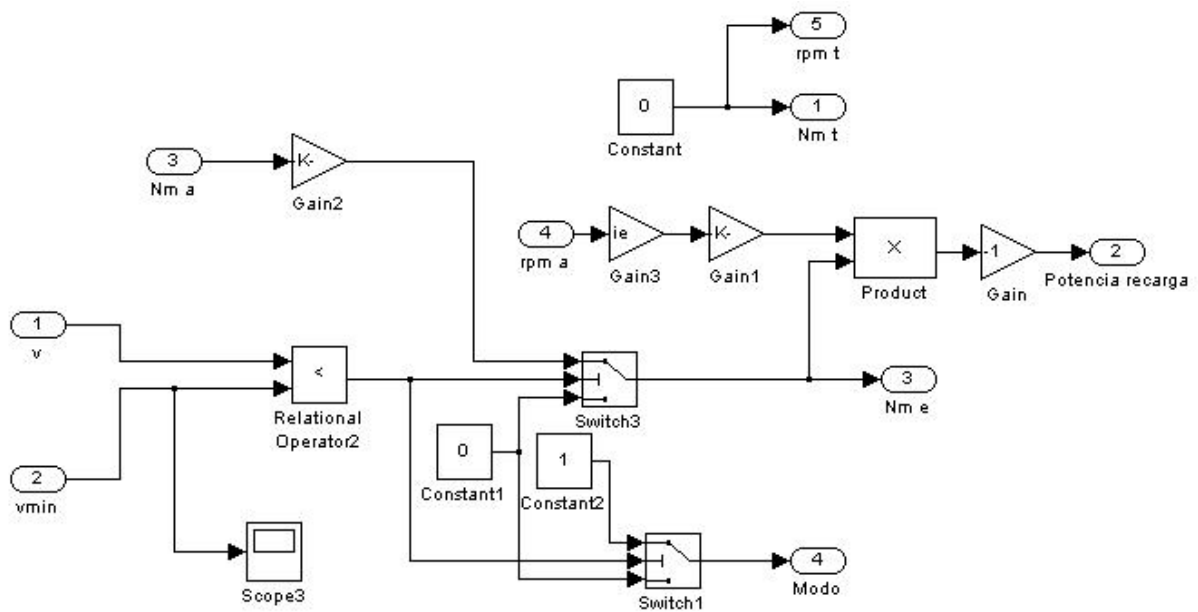 5
rpm t
0
Constant
1
Nm t
3
Nm a
K-
Gain2
4
rpm a
ie
Gain3
K-
Gain1
×
Product
-1
Gain
2
Potencia recarga
1
v
<
Relational
Operator2
2
vmin
Scope3
Switch3
3
Nm e
0
Constant1
1
Constant2
Switch1
4
Modo